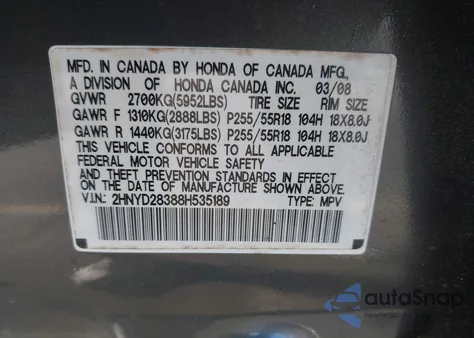 MFD. IN CANADA BY HONDA OF CANADA MFG.,
A DIVISION OF HONDA CANADA INC. 03/08
GVWR 2700KG(5952LBS) TIRE SIZE RIM SIZE
GAWR F 1310KG(2888LBS) P255/55R18 104H 18X8.0J
GAWR R 1440KG(3175LBS) P255/55R18 104H 18X8.0J
THIS VEHICLE CONFORMS TO ALL APPLICABLE
FEDERAL MOTOR VEHICLE SAFETY
AND THEFT PREVENTION STANDARDS IN EFFECT
ON THE DATE OF MANUFACTURE SHOWN ABOVE.
V.I.N.: 2HNYD28388H535189 TYPE: MPV
autoSnap